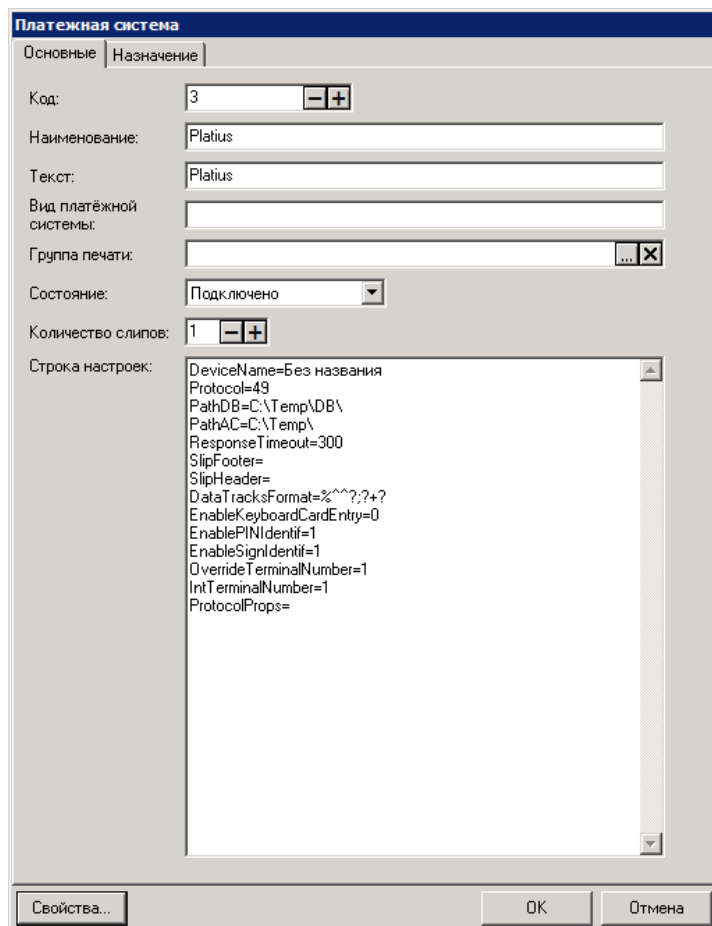 Платежная система
Основные Назначение
Код: 3
Наименование: Platius
Текст: Platius
Вид платёжной
системы:
Группа печати: ...
Состояние: Подключено
Количество слипов: 1
Строка настроек: DeviceName=Без названия
Protocol=49
PathDB=C:\Temp\DB\
PathAC=C:\Temp\
ResponseTimeout=300
SlipFooter=
SlipHeader=
DataTracksFormat=%^^?;?+?
EnableKeyboardCardEntry=0
EnablePINIdentif=1
EnableSignIdentif=1
OverrideTerminalNumber=1
IntTerminalNumber=1
ProtocolProps=
Свойства... OK Отмена